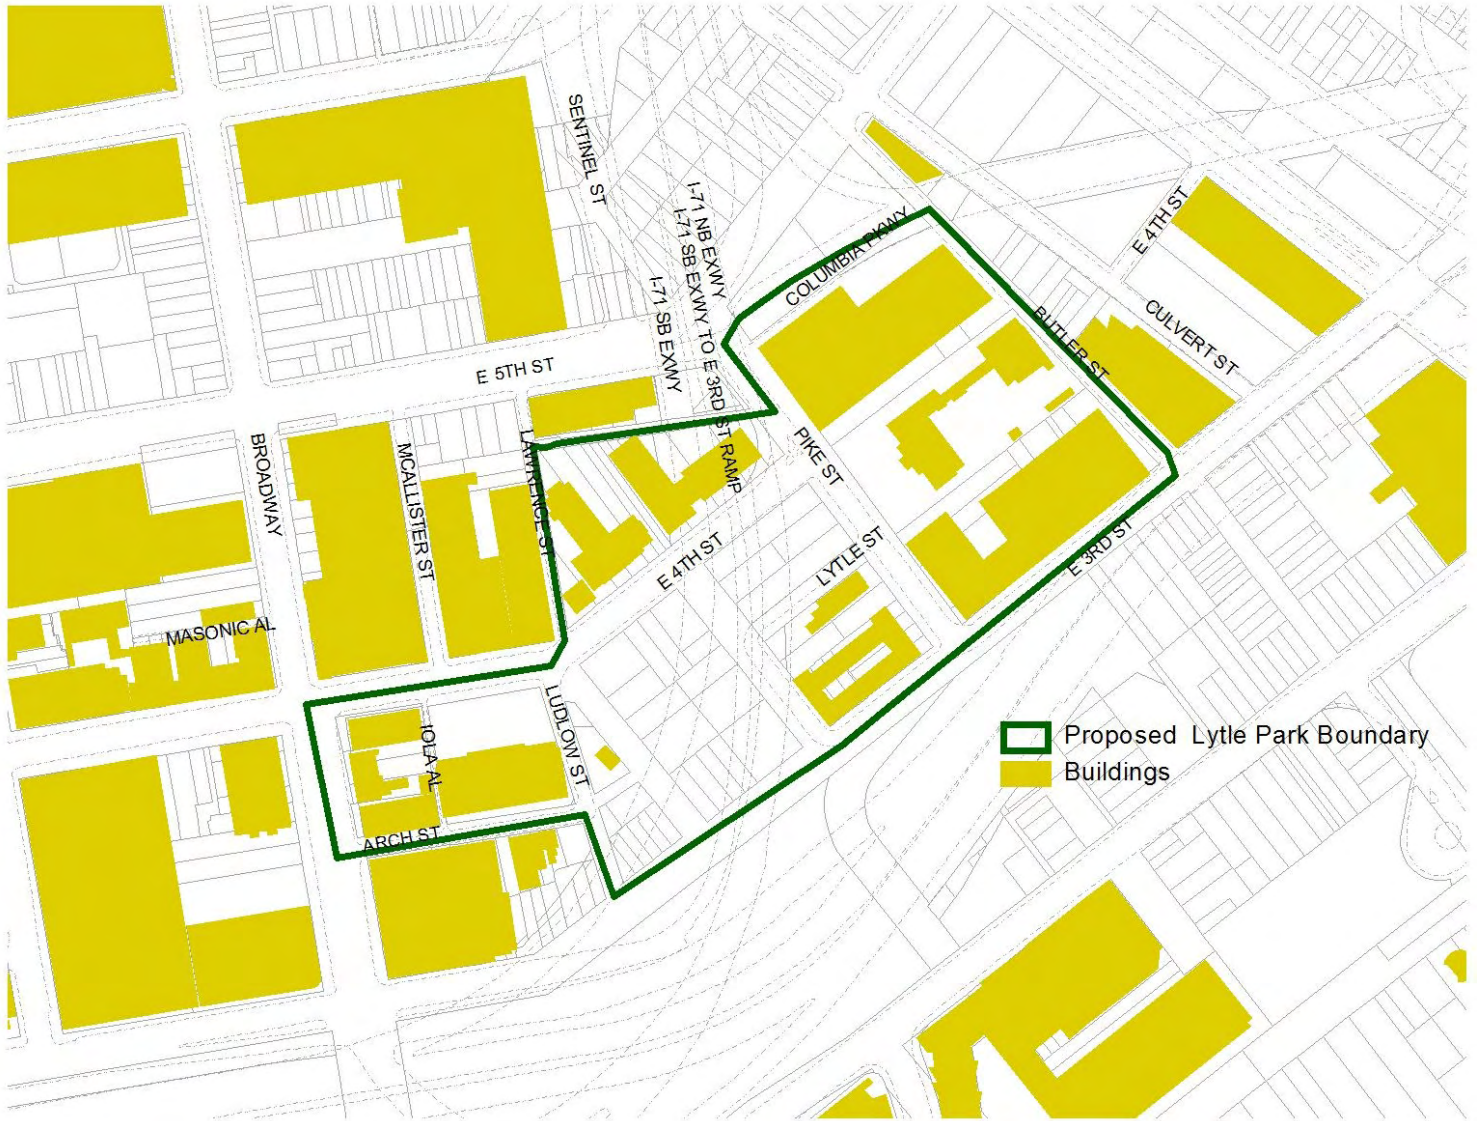 SENTINEL ST
I-71 NB EXWY
I-71 SB EXWY TO E 3RD ST RAMP
I-71 SB EXWY
COLUMBIA PKWY
E 4TH ST
CULVERT ST
BUTLER ST
E 5TH ST
BROADWAY
MCALLISTER ST
LAWRENCE ST
PIKE ST
E 4TH ST
LYTLE ST
E 3RD ST
MASONIC AL
LUDLOW ST
IOLA AL
ARCH ST
Proposed Lytle Park Boundary
Buildings